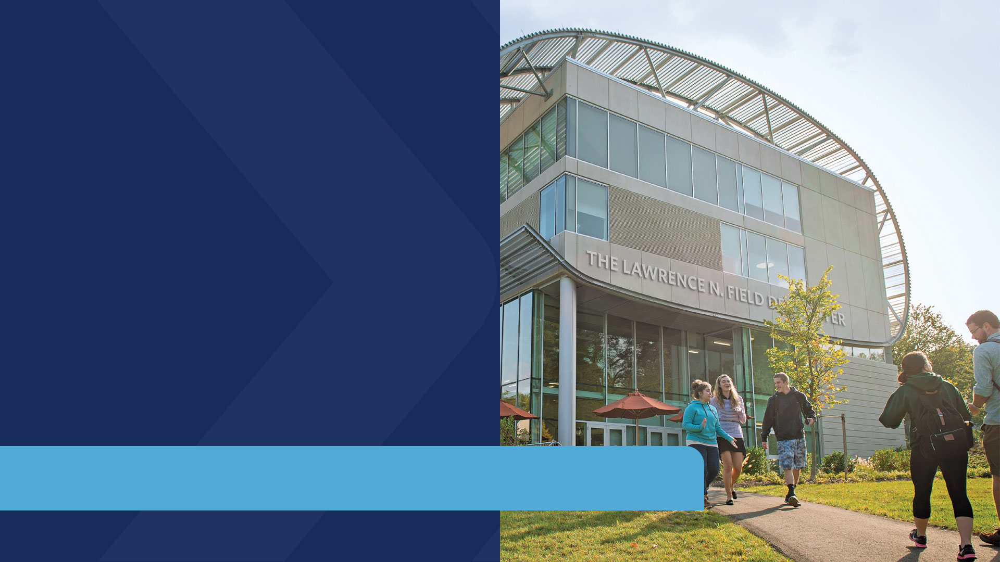 THE LAWRENCE N. FIELD